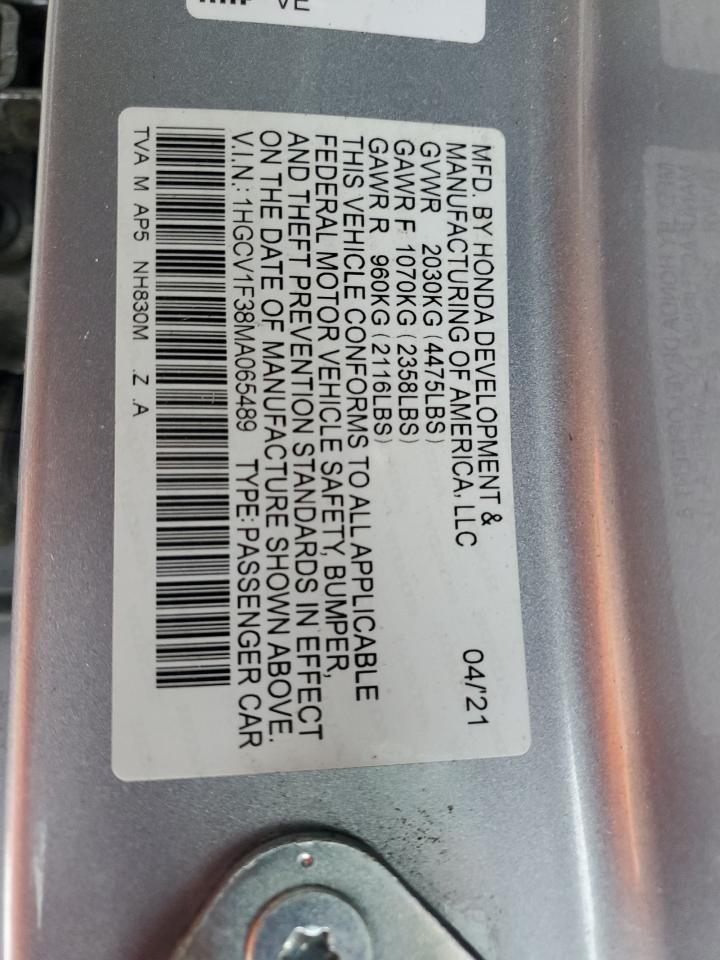 MFD. BY HONDA DEVELOPMENT &
MANUFACTURING OF AMERICA, LLC 04/'21
GVWR 2030KG (4475LBS)
GAWR F 1070KG (2358LBS)
GAWR R 960KG (2116LBS)
THIS VEHICLE CONFORMS TO ALL APPLICABLE
FEDERAL MOTOR VEHICLE SAFETY, BUMPER,
AND THEFT PREVENTION STANDARDS IN EFFECT
ON THE DATE OF MANUFACTURE SHOWN ABOVE.
V.I.N.: 1HGCV1F38MA065489 TYPE: PASSENGER CAR
TVA M AP5 NH830M .Z .A